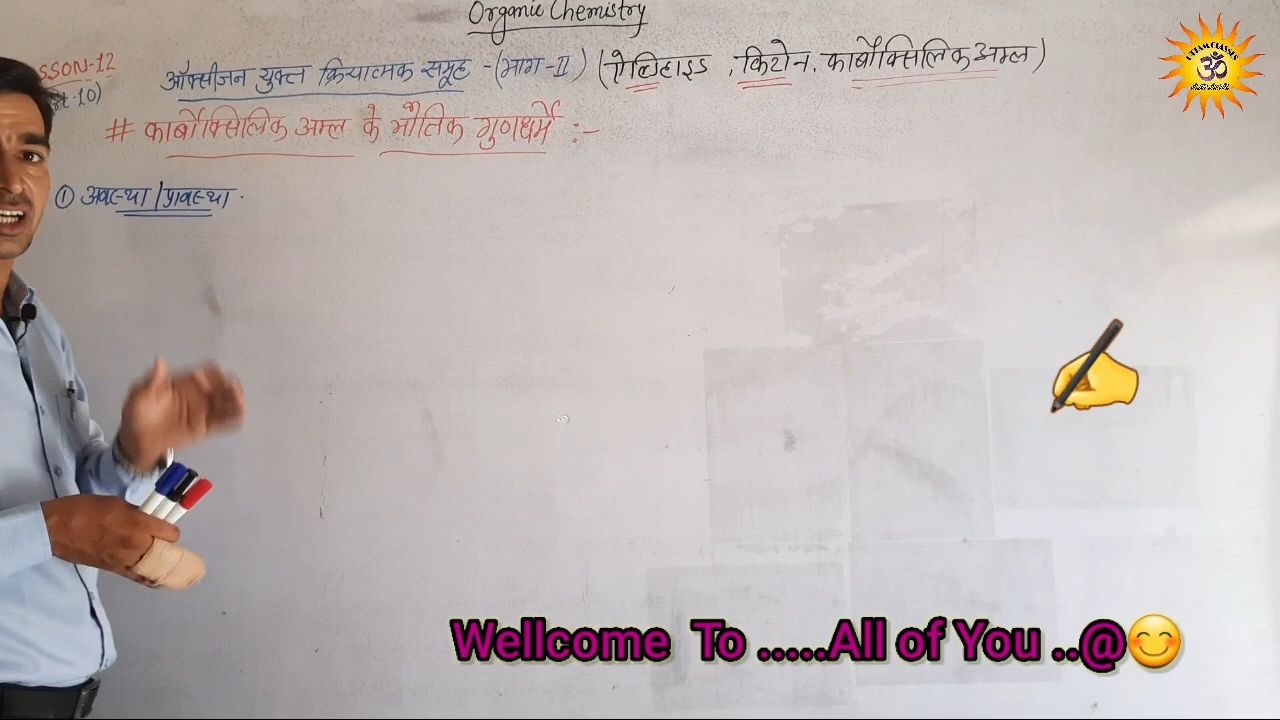 Organic Chemistry
SSON-12
ऑक्सीजन युक्त क्रियात्मक समूह - (भाग-II) (ऐल्डिहाइड , किटोन, कार्बोक्सिलिक अम्ल)
-10)
# कार्बोक्सिलिक अम्ल के भौतिक गुणधर्म :-
① अवस्था / प्रावस्था
Wellcome To .....All of You ..@😊